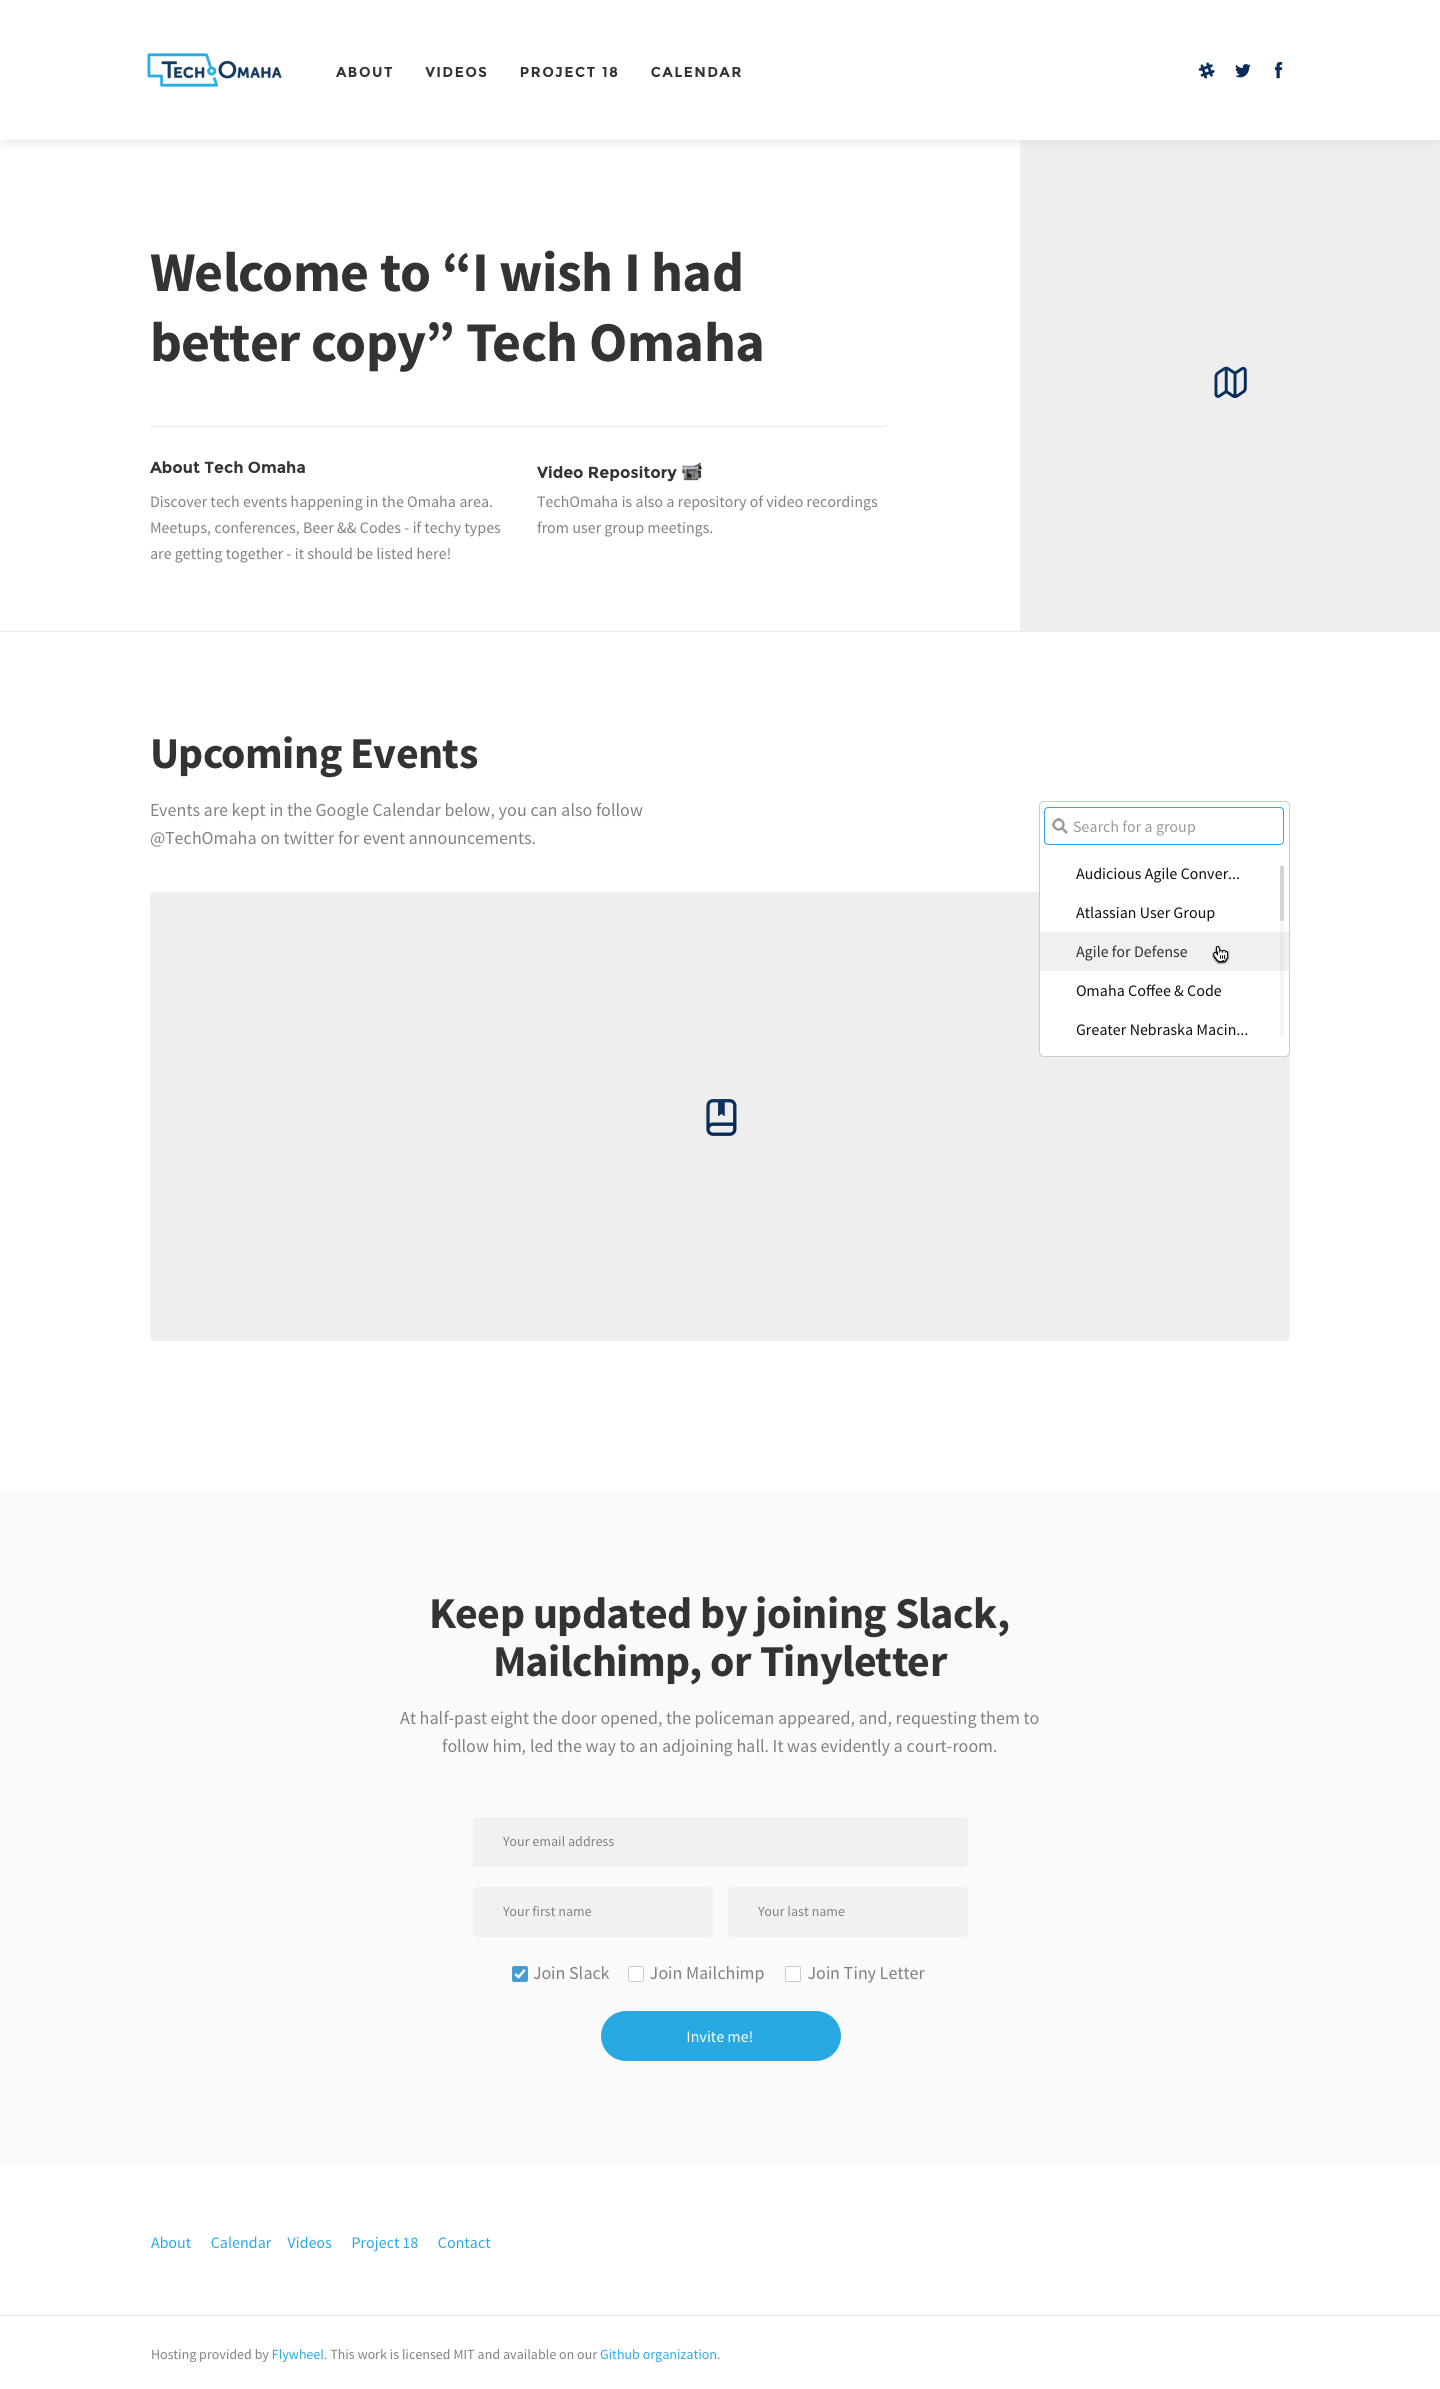 TECH OMAHA
ABOUT VIDEOS PROJECT 18 CALENDAR
Welcome to “I wish I had
better copy” Tech Omaha
About Tech Omaha
Discover tech events happening in the Omaha area.
Meetups, conferences, Beer && Codes - if techy types
are getting together - it should be listed here!
Video Repository
TechOmaha is also a repository of video recordings
from user group meetings.
Upcoming Events
Events are kept in the Google Calendar below, you can also follow
@TechOmaha on twitter for event announcements.
Search for a group
Audicious Agile Conver...
Atlassian User Group
Agile for Defense
Omaha Coffee & Code
Greater Nebraska Macin...
Keep updated by joining Slack,
Mailchimp, or Tinyletter
At half-past eight the door opened, the policeman appeared, and, requesting them to
follow him, led the way to an adjoining hall. It was evidently a court-room.
Your email address
Your first name Your last name
Join Slack Join Mailchimp Join Tiny Letter
Invite me!
About Calendar Videos Project 18 Contact
Hosting provided by Flywheel. This work is licensed MIT and available on our Github organization.